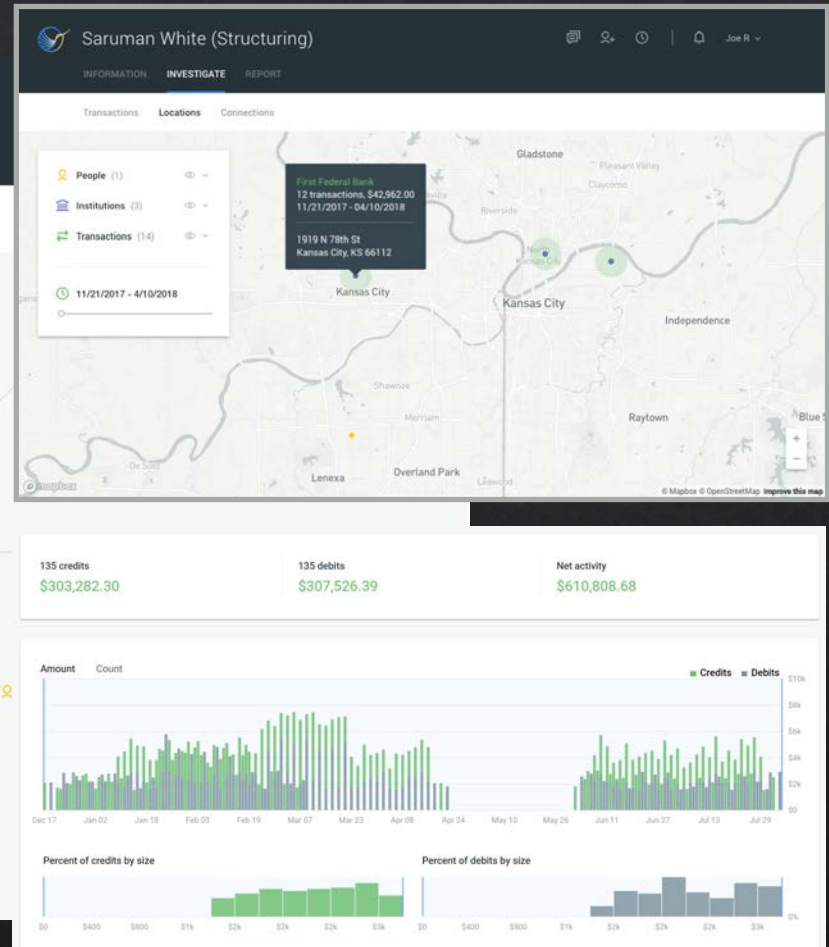 Saruman White (Structuring)
Joe R
INFORMATION INVESTIGATE REPORT
Transactions Locations Connections
People (1)
Institutions (3)
Transactions (14)
11/21/2017 - 4/10/2018
First Federal Bank
12 transactions, $42,962.00
11/21/2017 - 04/10/2018
1919 N 78th St
Kansas City, KS 66112
Gladstone
Pleasant Valley
Claycomo
Riverside
North
Kansas City
Kansas City
Kansas City
Independence
Shawnee
Merriam
Raytown
Blue S
De Soto
Lenexa
Overland Park
Leawood
+
−
mapbox
© Mapbox © OpenStreetMap Improve this map
135 credits
$303,282.30
135 debits
$307,526.39
Net activity
$610,808.68
Amount Count
Credits Debits
$10k
$8k
$6k
$4k
$2k
$0
Dec 17 Jan 02 Jan 18 Feb 03 Feb 19 Mar 07 Mar 23 Apr 08 Apr 24 May 10 May 26 Jun 11 Jun 27 Jul 13 Jul 29
Percent of credits by size
$0 $400 $800 $1k $2k $2k $2k $3k
Percent of debits by size
0%
$0 $400 $800 $1k $2k $2k $2k $3k